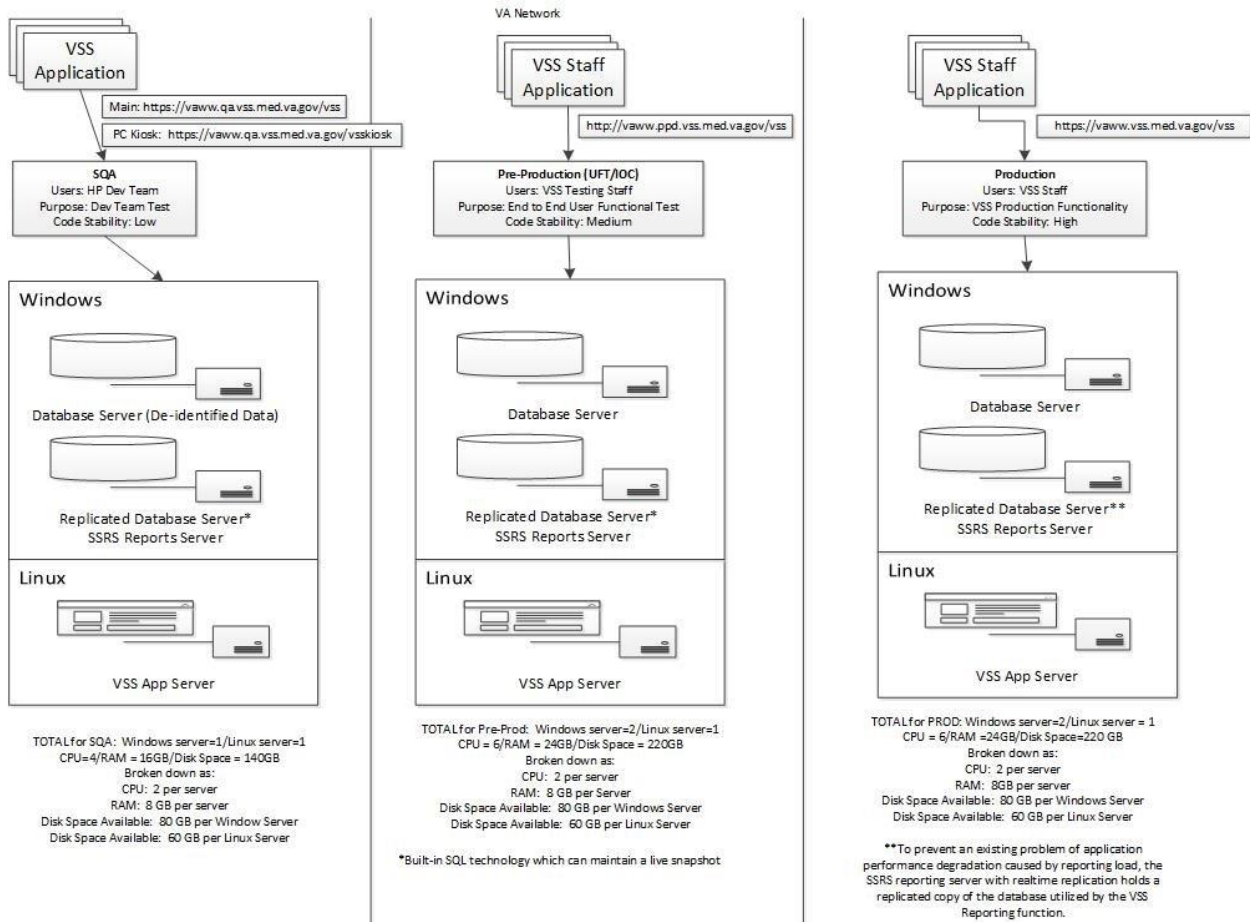 VA Network
VSS
Application
Main: https://vaww.qa.vss.med.va.gov/vss
PC Kiosk: https://vaww.qa.vss.med.va.gov/vsskiosk
SQA
Users: HP Dev Team
Purpose: Dev Team Test
Code Stability: Low
Windows
Database Server (De-identified Data)
Replicated Database Server*
SSRS Reports Server
Linux
VSS App Server
TOTAL for SQA: Windows server=1/Linux server=1
CPU=4/RAM = 16GB/Disk Space = 140GB
Broken down as:
CPU: 2 per server
RAM: 8 GB per server
Disk Space Available: 80 GB per Window Server
Disk Space Available: 60 GB per Linux Server
VSS Staff
Application
http://vaww.ppd.vss.med.va.gov/vss
Pre-Production (UFT/IOC)
Users: VSS Testing Staff
Purpose: End to End User Functional Test
Code Stability: Medium
Windows
Database Server
Replicated Database Server*
SSRS Reports Server
Linux
VSS App Server
TOTAL for Pre-Prod: Windows server=2/Linux server=1
CPU = 6/RAM = 24GB/Disk Space = 220GB
Broken down as:
CPU: 2 per server
RAM: 8 GB per Server
Disk Space Available: 80 GB per Windows Server
Disk Space Available: 60 GB per Linux Server
*Built-in SQL technology which can maintain a live snapshot
VSS Staff
Application
https://vaww.vss.med.va.gov/vss
Production
Users: VSS Staff
Purpose: VSS Production Functionality
Code Stability: High
Windows
Database Server
Replicated Database Server**
SSRS Reports Server
Linux
VSS App Server
TOTAL for PROD: Windows server=2/Linux server = 1
CPU = 6/RAM =24GB/Disk Space=220 GB
Broken down as:
CPU: 2 per server
RAM: 8GB per server
Disk Space Available: 80 GB per Windows Server
Disk Space Available: 60 GB per Linux Server
**To prevent an existing problem of application
performance degradation caused by reporting load, the
SSRS reporting server with realtime replication holds a
replicated copy of the database utilized by the VSS
Reporting function.